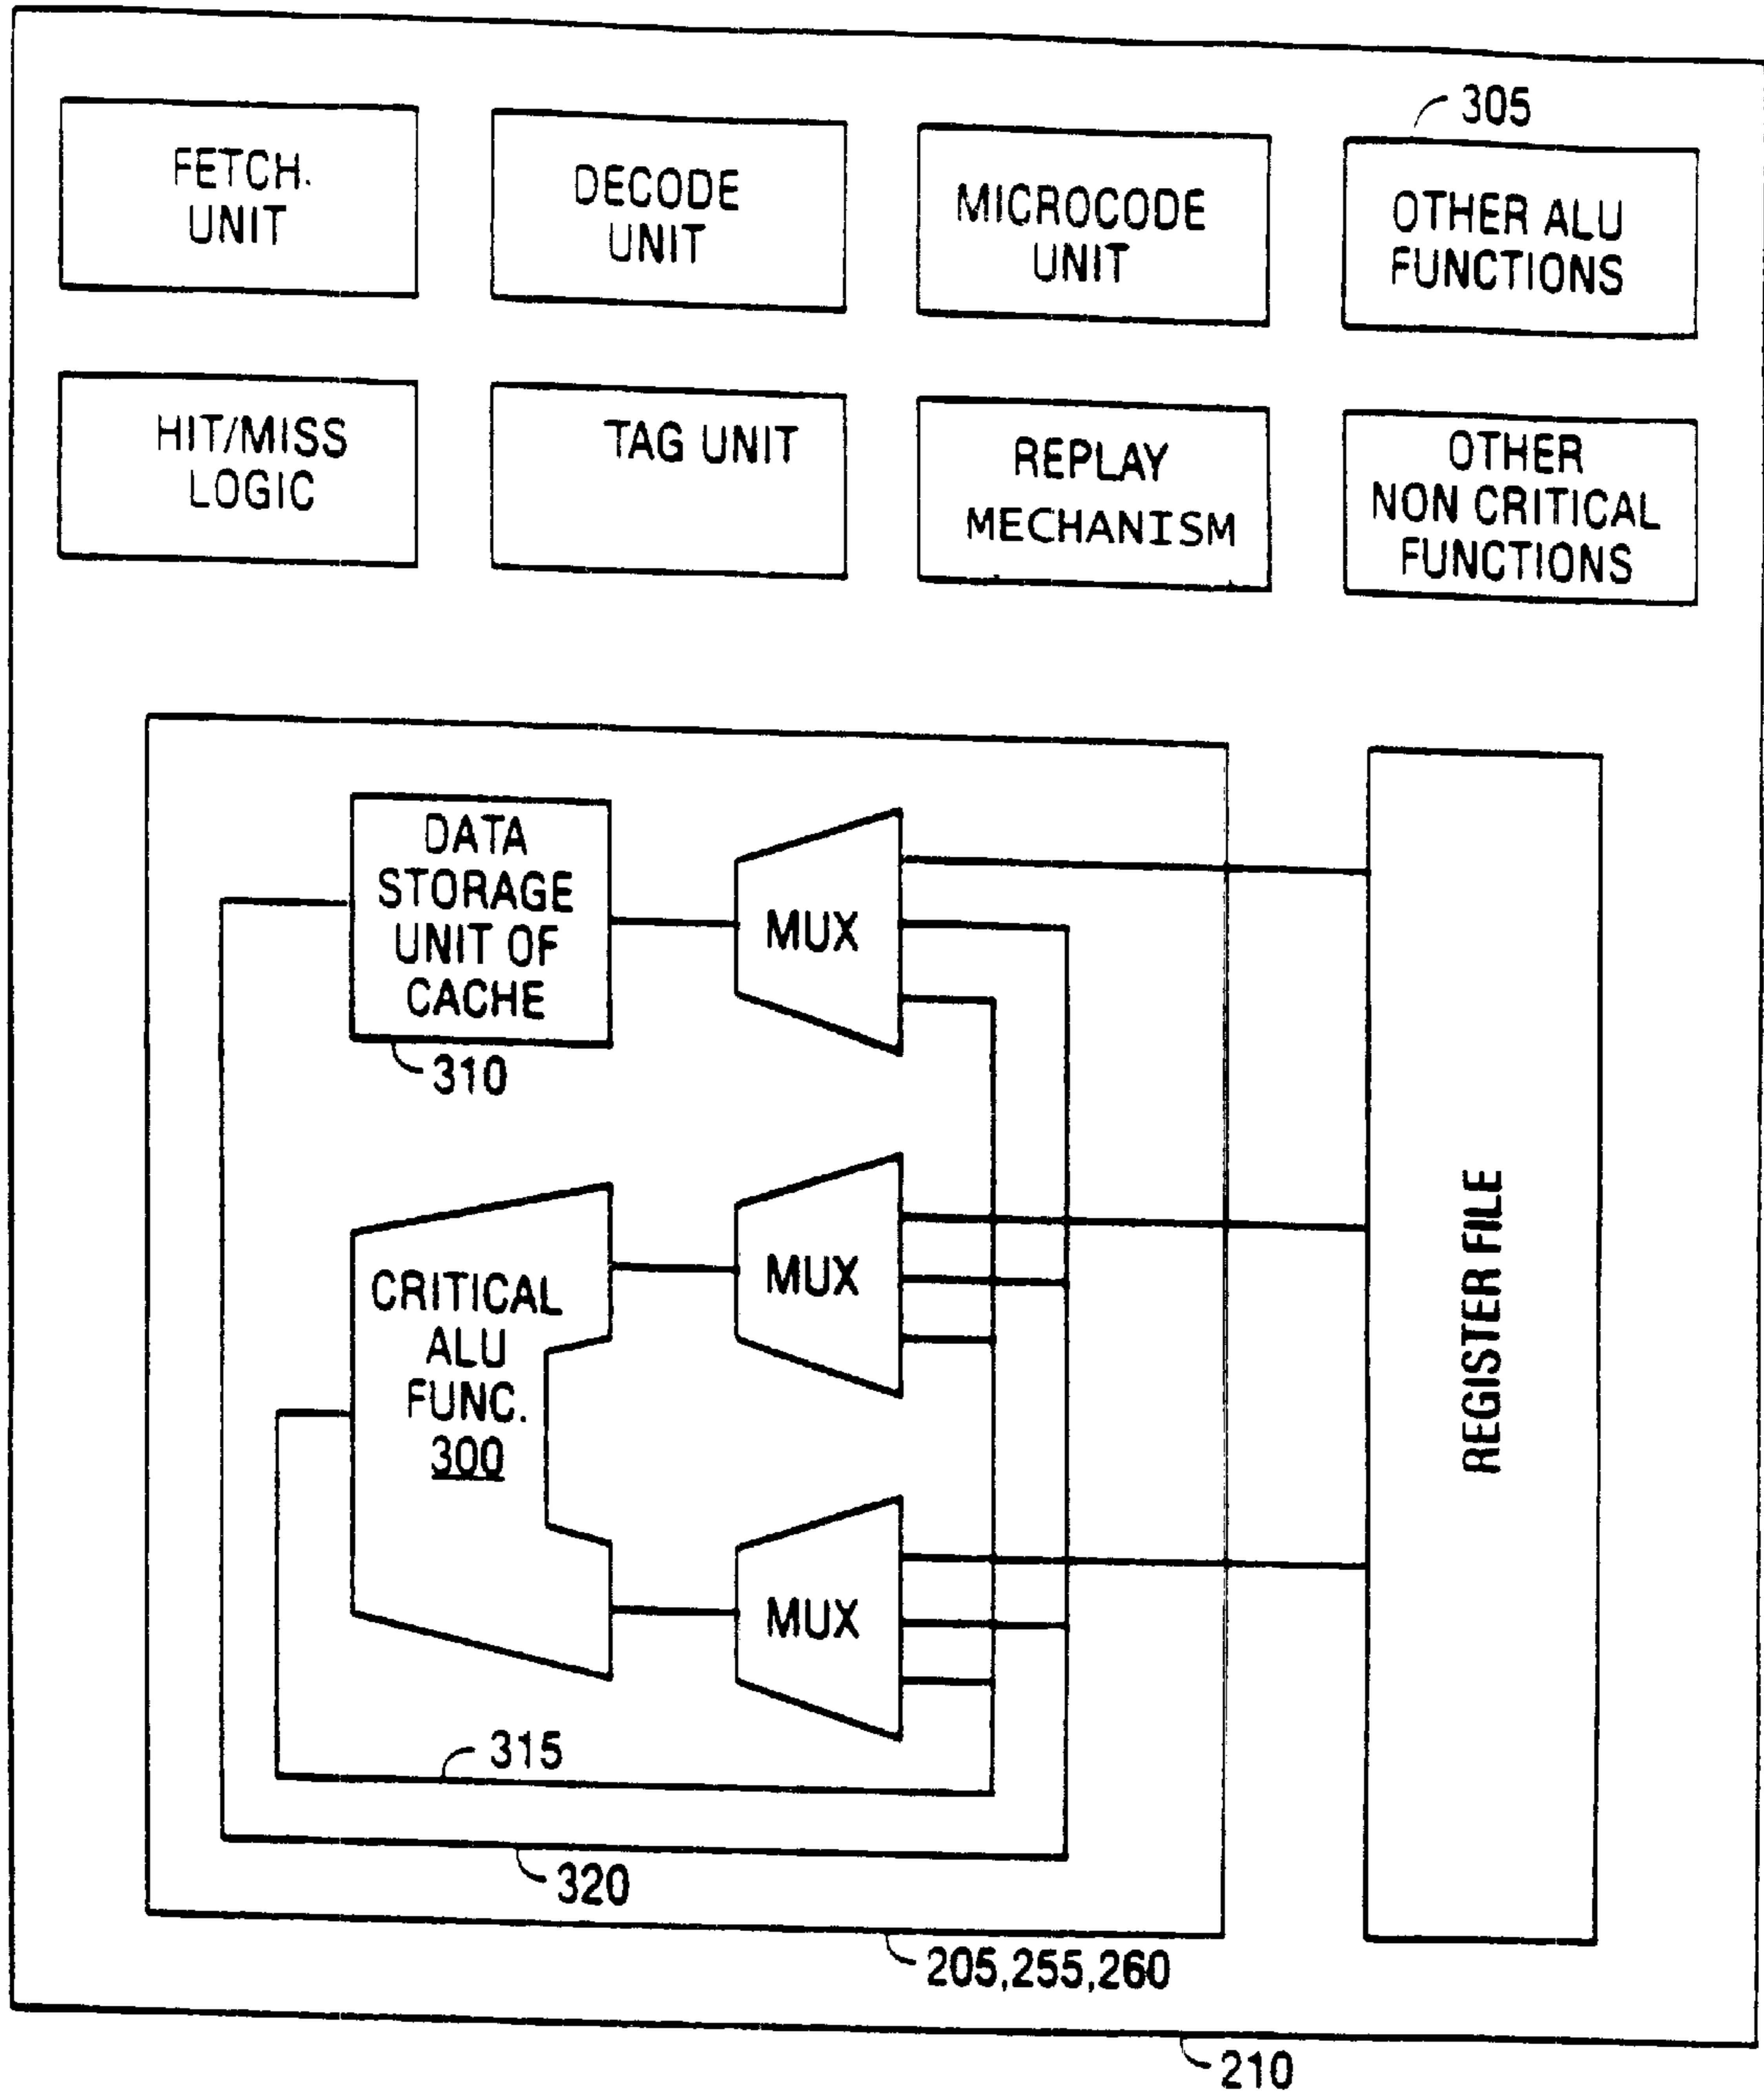 305
FETCH.
UNIT
DECODE
UNIT
MICROCODE
UNIT
OTHER ALU
FUNCTIONS
HIT/MISS
LOGIC
TAG UNIT
REPLAY
MECHANISM
OTHER
NON CRITICAL
FUNCTIONS
DATA
STORAGE
UNIT OF
CACHE
310
MUX
CRITICAL
ALU
FUNC.
300
MUX
MUX
REGISTER FILE
315
320
205,255,260
210